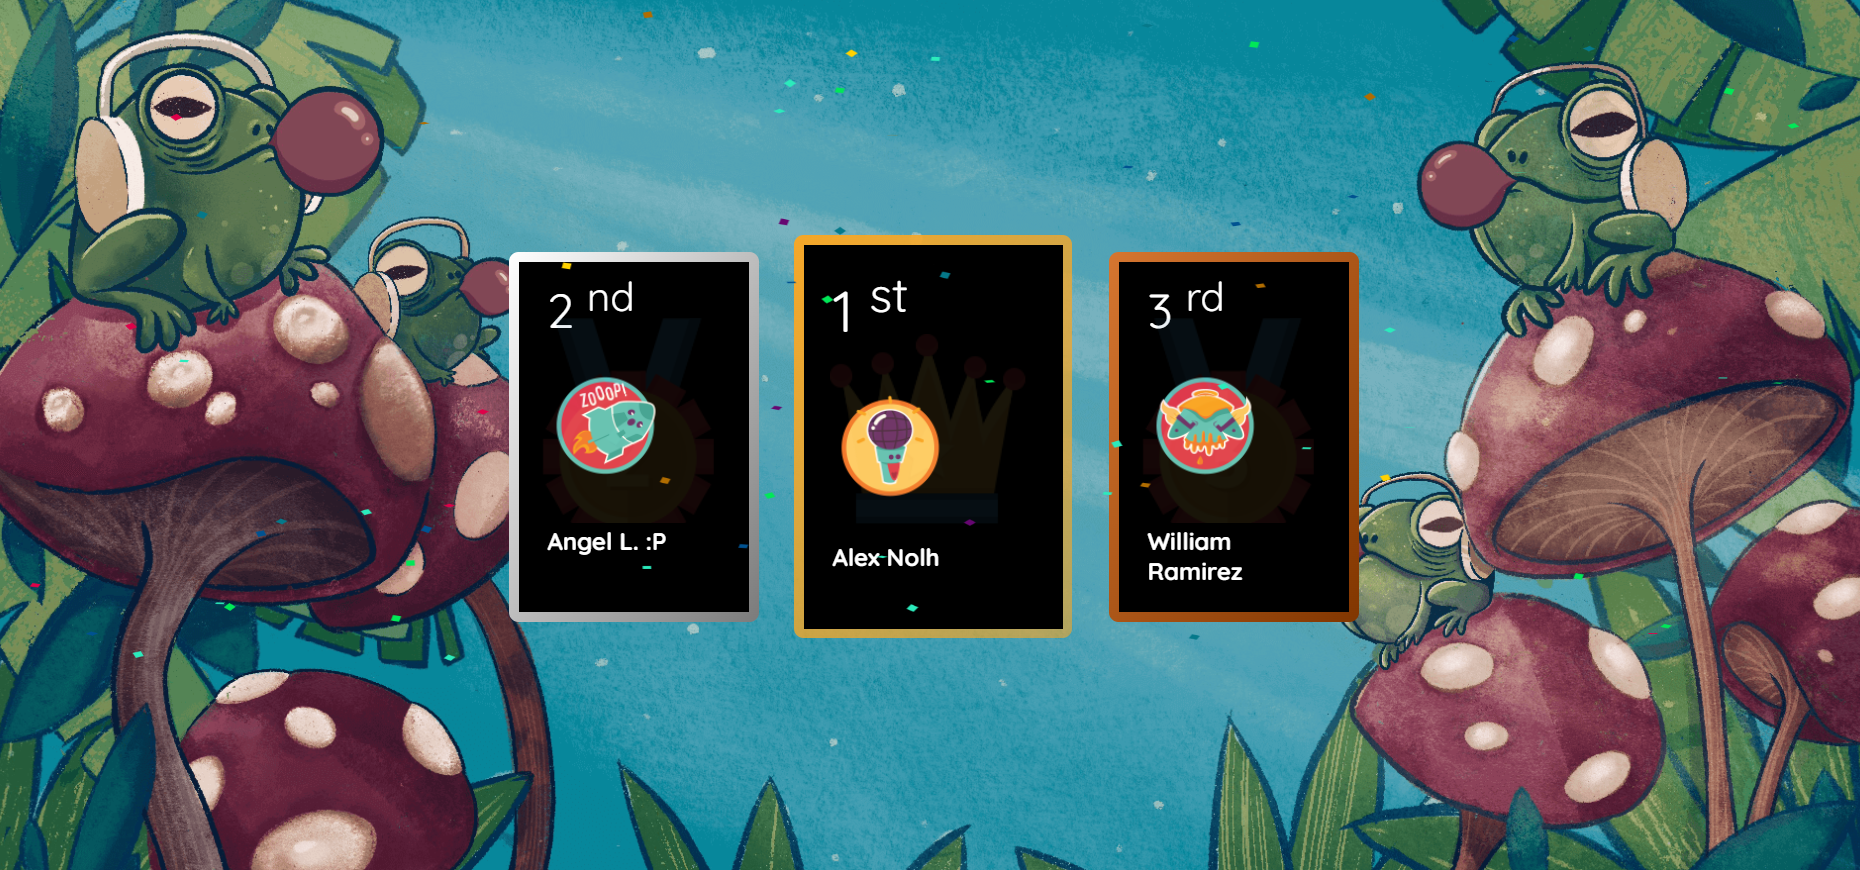 2 nd
ZOOOP!
Angel L. :P
1 st
Alex Nolh
3 rd
William
Ramirez